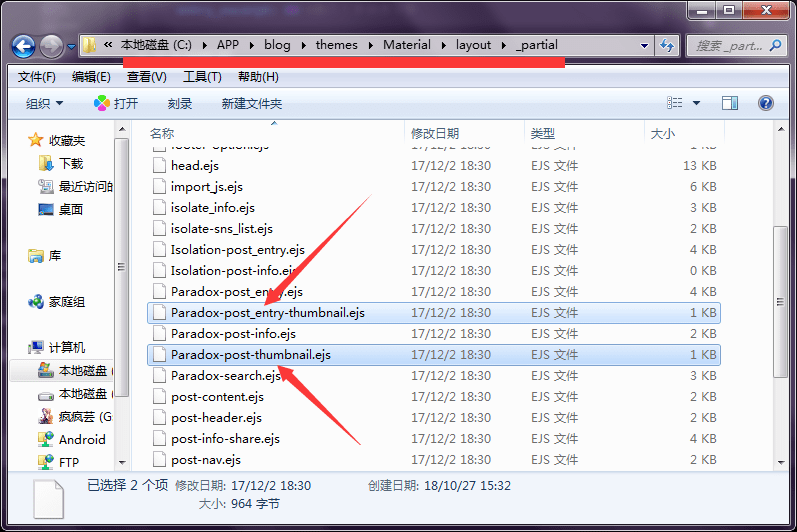 本地磁盘 (C:) ▸ APP ▸ blog ▸ themes ▸ Material ▸ layout ▸ _partial
搜索 _part...
文件(F) 编辑(E) 查看(V) 工具(T) 帮助(H)
组织 打开 刻录 新建文件夹
收藏夹
下载
最近访问的
桌面
库
家庭组
计算机
本地磁盘 (
本地磁盘 (
疯疯芸 (G:
Android
FTP
名称 修改日期 类型 大小
footer-option.ejs 17/12/2 18:30 EJS 文件 1 KB
head.ejs 17/12/2 18:30 EJS 文件 13 KB
import_js.ejs 17/12/2 18:30 EJS 文件 6 KB
isolate_info.ejs 17/12/2 18:30 EJS 文件 3 KB
isolate-sns_list.ejs 17/12/2 18:30 EJS 文件 2 KB
Isolation-post_entry.ejs 17/12/2 18:30 EJS 文件 4 KB
Isolation-post-info.ejs 17/12/2 18:30 EJS 文件 0 KB
Paradox-post_entry.ejs 17/12/2 18:30 EJS 文件 4 KB
Paradox-post_entry-thumbnail.ejs 17/12/2 18:30 EJS 文件 1 KB
Paradox-post-info.ejs 17/12/2 18:30 EJS 文件 2 KB
Paradox-post-thumbnail.ejs 17/12/2 18:30 EJS 文件 1 KB
Paradox-search.ejs 17/12/2 18:30 EJS 文件 3 KB
post-content.ejs 17/12/2 18:30 EJS 文件 2 KB
post-header.ejs 17/12/2 18:30 EJS 文件 2 KB
post-info-share.ejs 17/12/2 18:30 EJS 文件 4 KB
post-nav.ejs 17/12/2 18:30 EJS 文件 2 KB
已选择 2 个项 修改日期: 17/12/2 18:30 创建日期: 18/10/27 15:32
大小: 964 字节